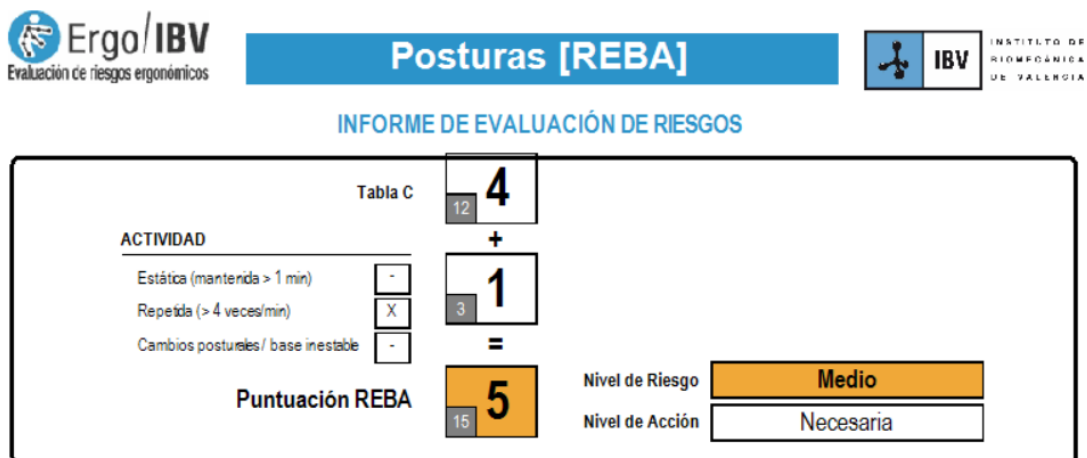 Ergo/IBV
Evaluación de riesgos ergonómicos
Posturas [REBA]
IBV
INSTITUTO DE
BIOMECÁNICA
DE VALENCIA
INFORME DE EVALUACIÓN DE RIESGOS
Tabla C
12 4
+
ACTIVIDAD
Estática (mantenida > 1 min) -
3 1
Repetida (> 4 veces/min) X
Cambios posturales / base inestable -
=
Puntuación REBA
15 5
Nivel de Riesgo Medio
Nivel de Acción Necesaria